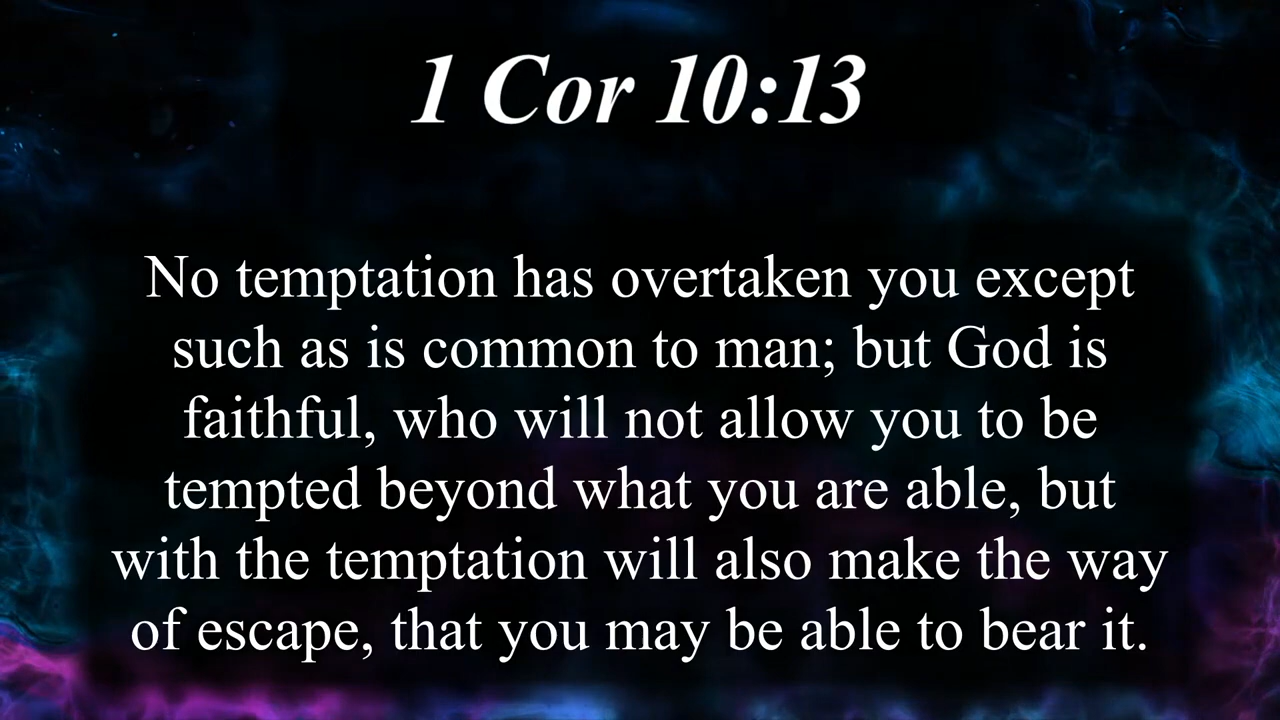 1 Cor 10:13
No temptation has overtaken you except
such as is common to man; but God is
faithful, who will not allow you to be
tempted beyond what you are able, but
with the temptation will also make the way
of escape, that you may be able to bear it.